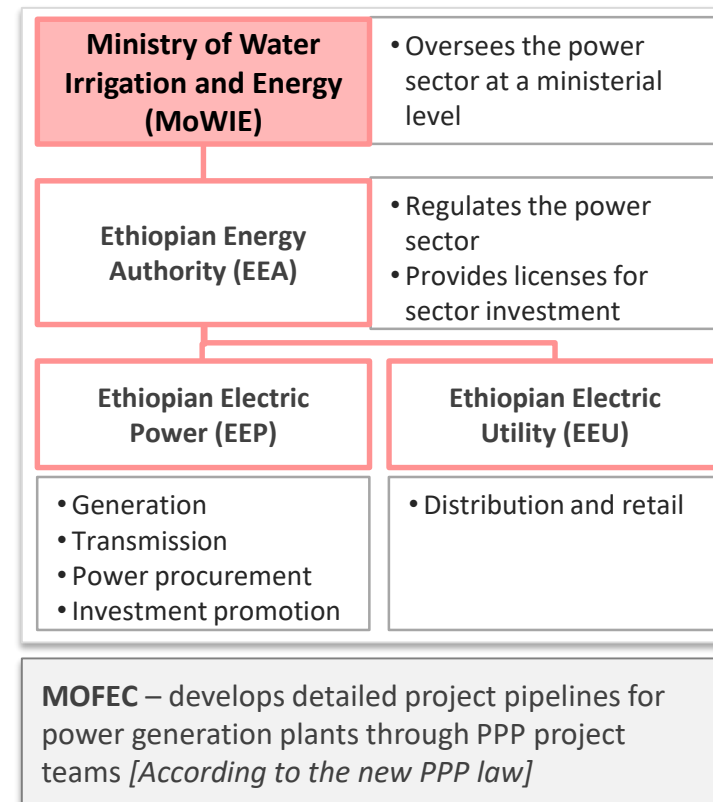 Ministry of Water
Irrigation and Energy
(MoWIE)
• Oversees the power
sector at a ministerial
level
Ethiopian Energy
Authority (EEA)
• Regulates the power
sector
• Provides licenses for
sector investment
Ethiopian Electric
Power (EEP)
Ethiopian Electric
Utility (EEU)
• Generation
• Transmission
• Power procurement
• Investment promotion
• Distribution and retail
MOFEC – develops detailed project pipelines for
power generation plants through PPP project
teams [According to the new PPP law]